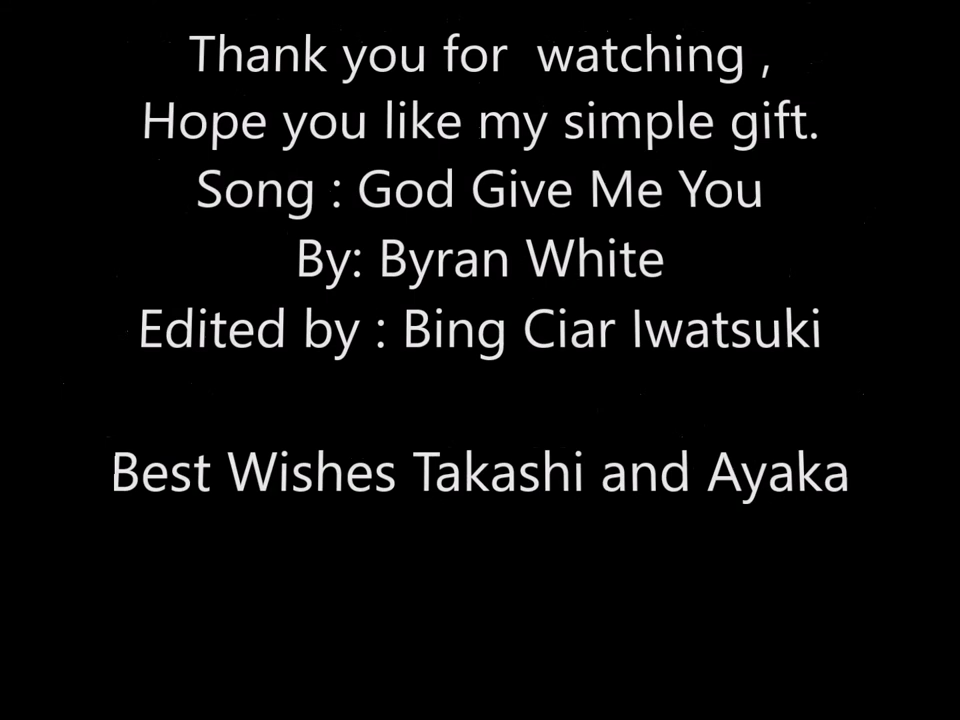 Thank you for  watching ,
Hope you like my simple gift.
Song : God Give Me You
By: Byran White
Edited by : Bing Ciar Iwatsuki
Best Wishes Takashi and Ayaka